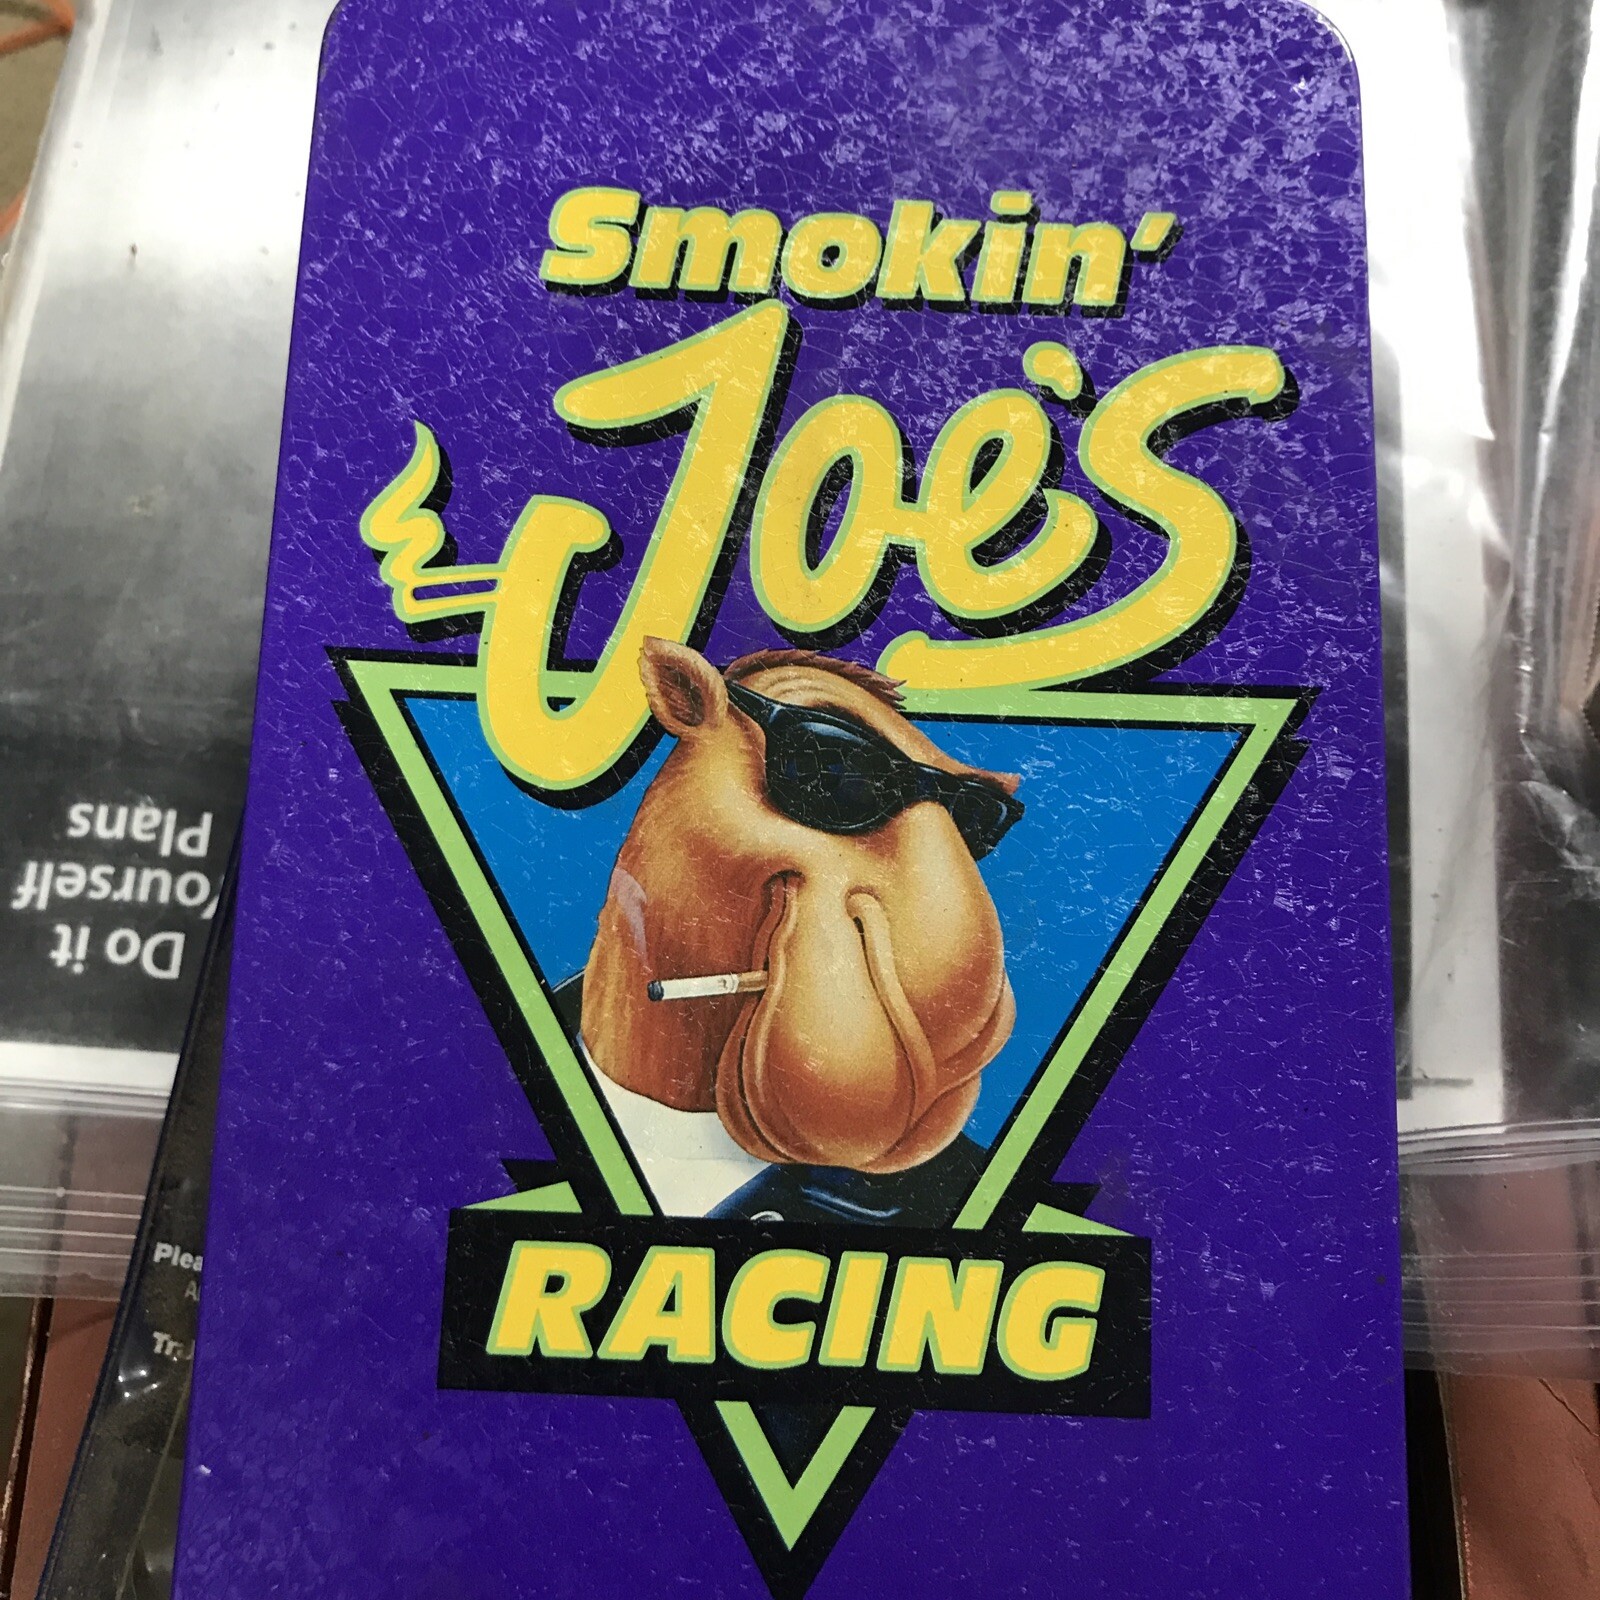 Smokin'
Joe's
RACING
Do it
Yourself
Plans